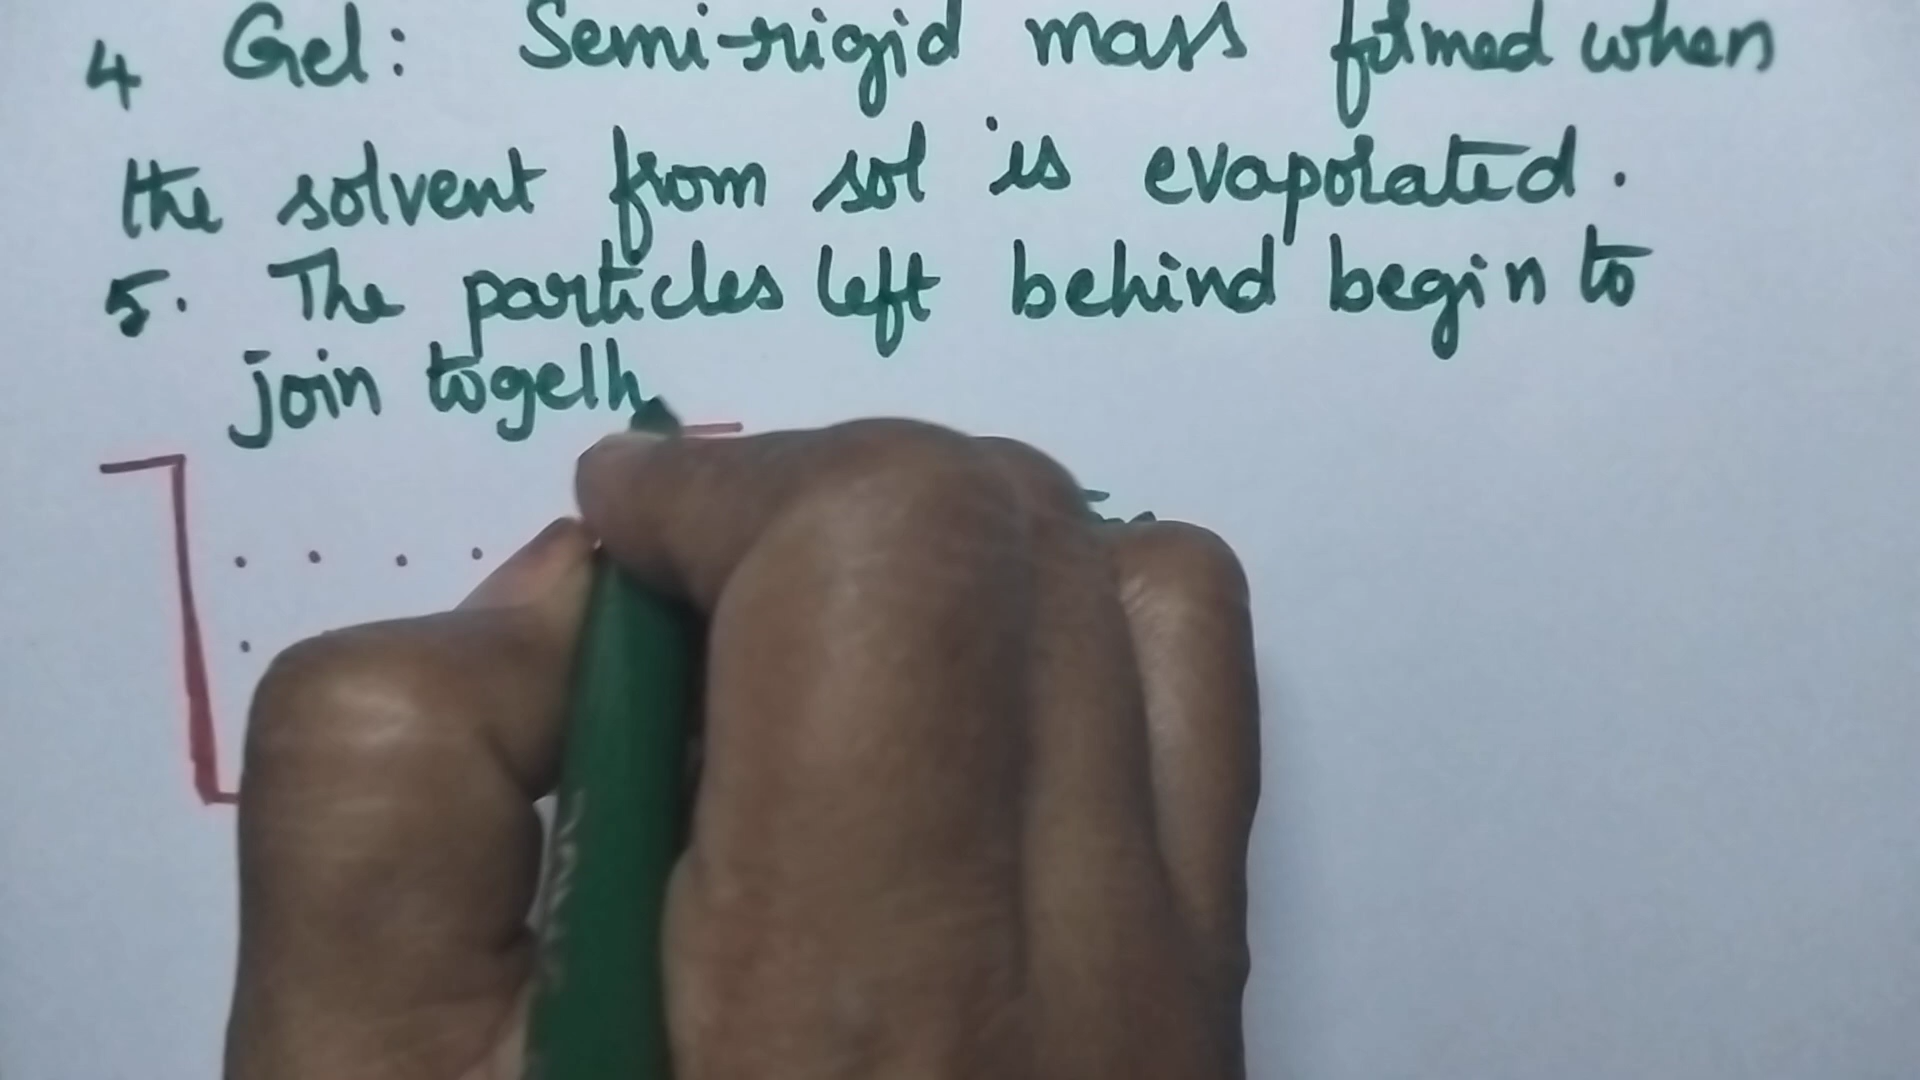 4 Gel: Semi-rigid mass formed when
the solvent from sol is evaporated.
5. The particles left behind begin to
join togeth